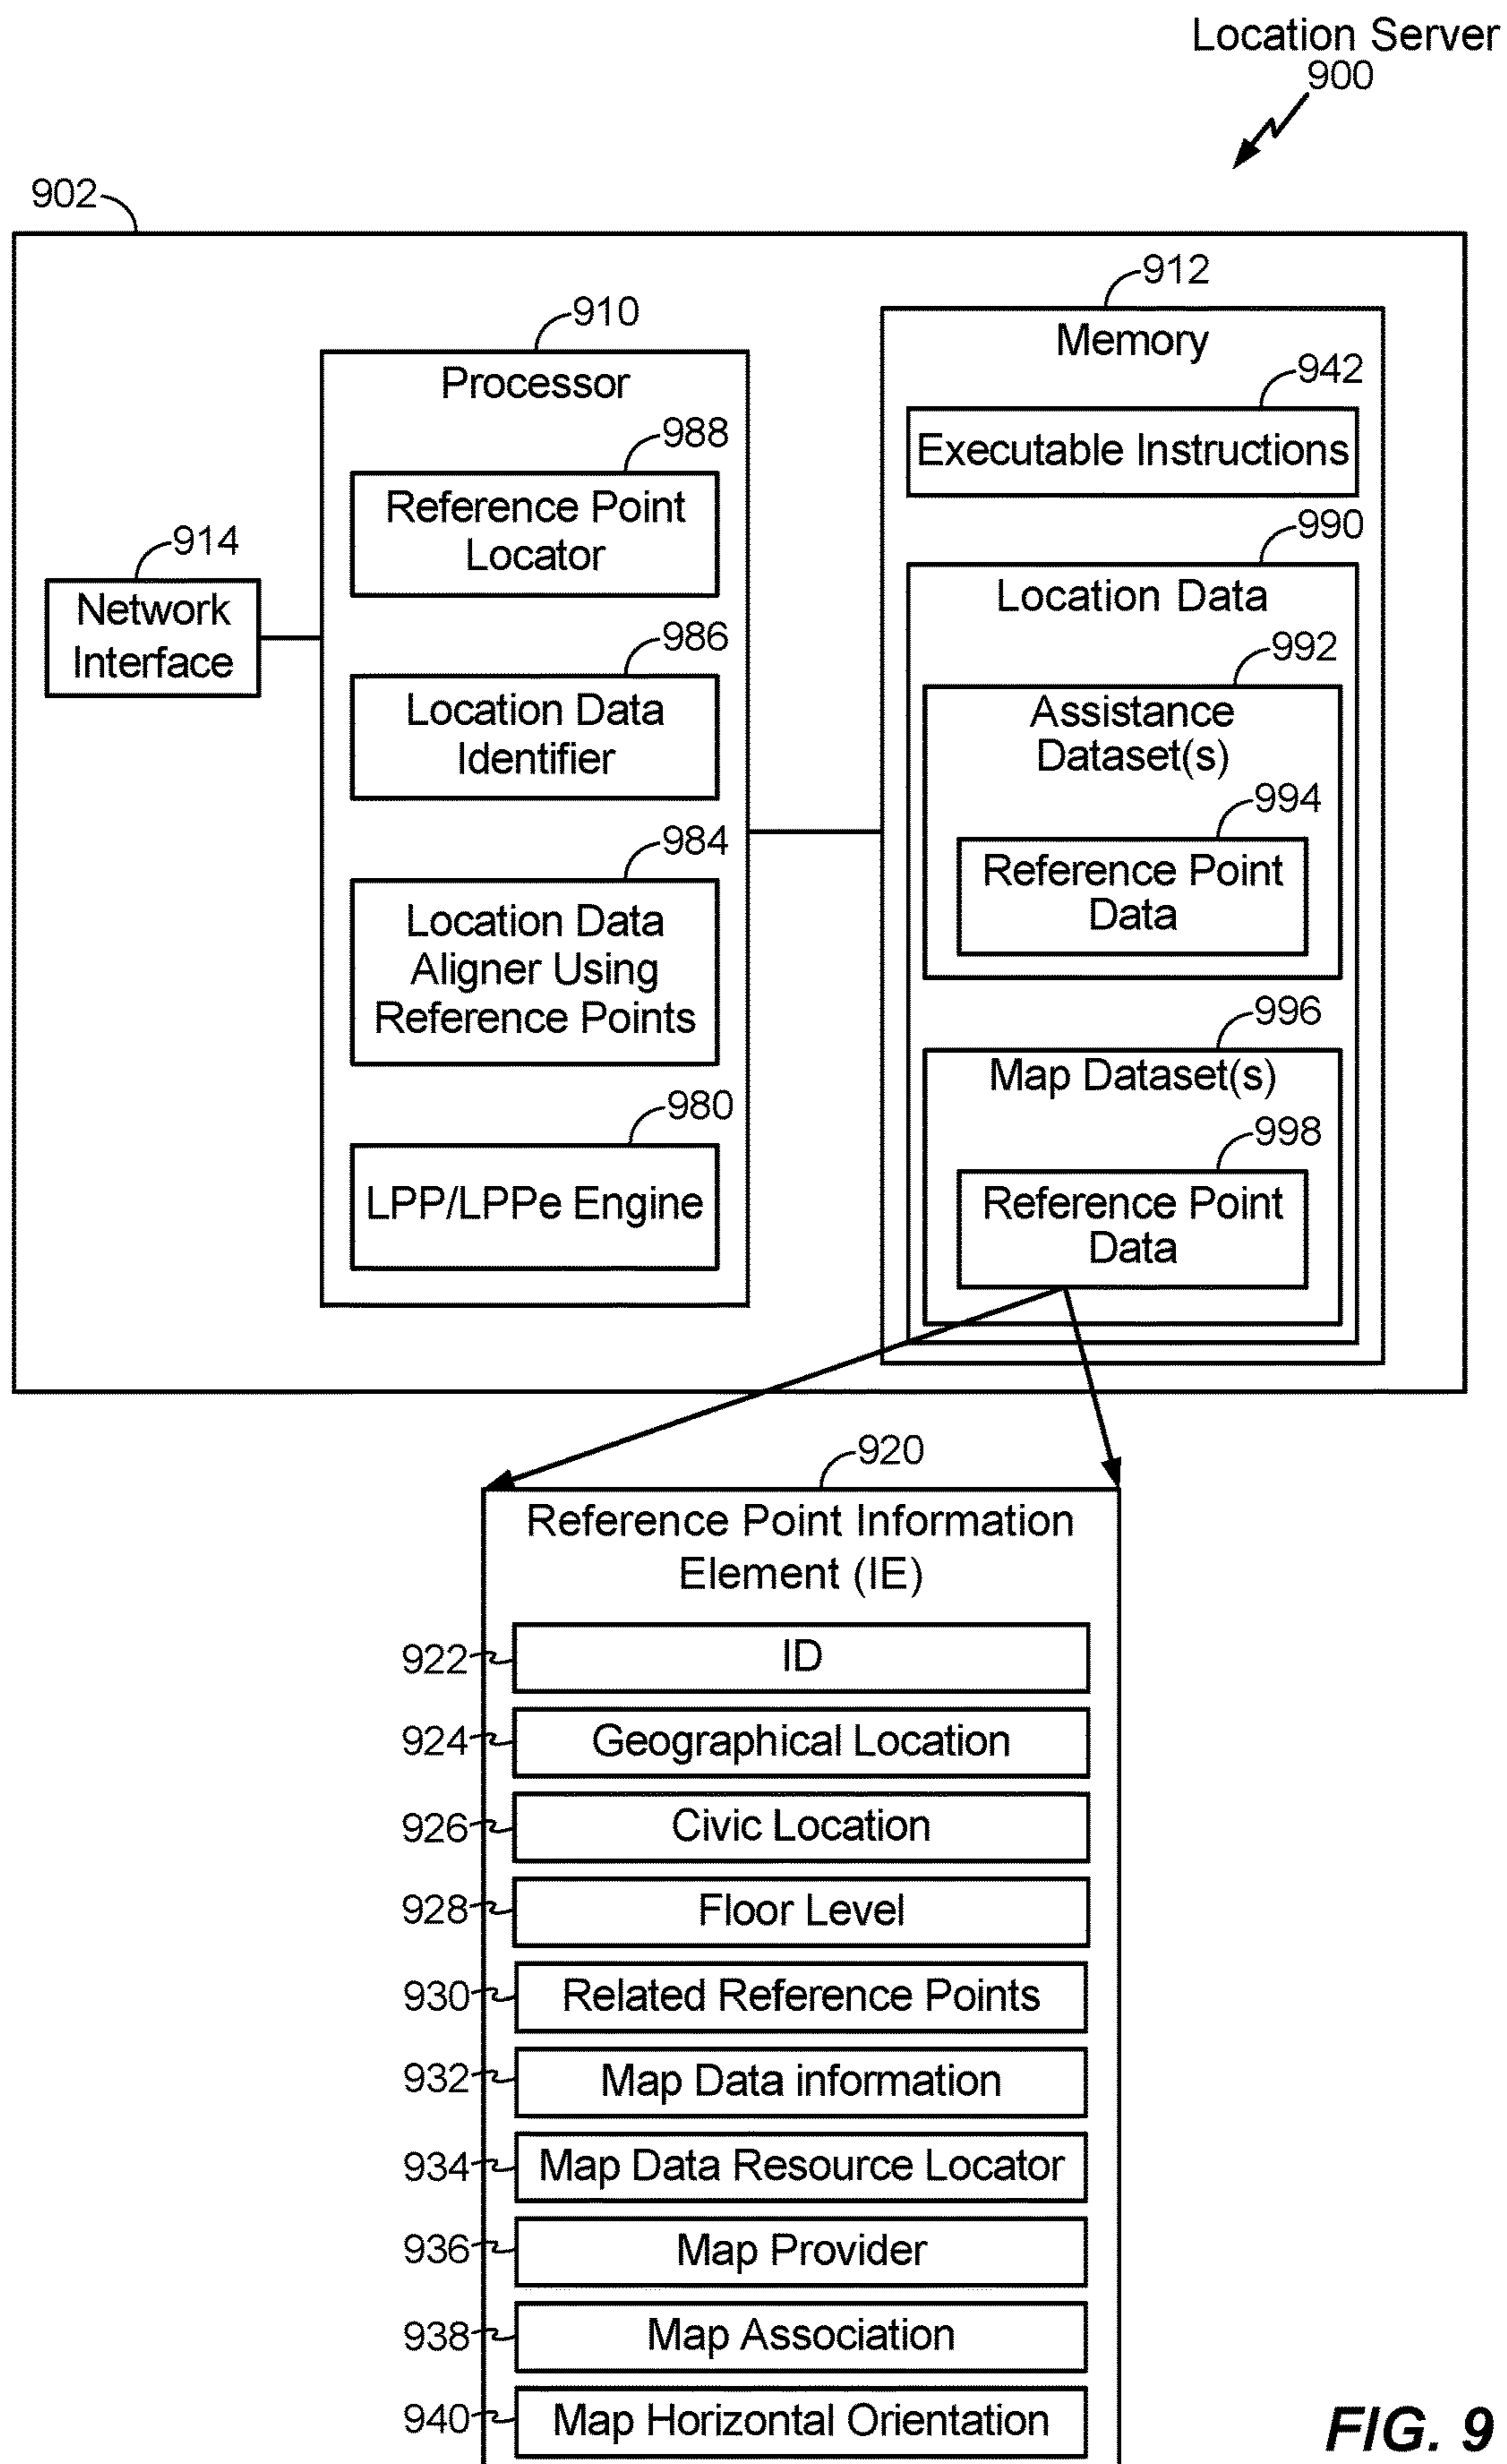 Location Server
900
902
912
Memory
942
Executable Instructions
990
Location Data
992
Assistance
Dataset(s)
994
Reference Point
Data
996
Map Dataset(s)
998
Reference Point
Data
910
Processor
988
Reference Point
Locator
986
Location Data
Identifier
984
Location Data
Aligner Using
Reference Points
980
LPP/LPPe Engine
914
Network
Interface
920
Reference Point Information
Element (IE)
922
ID
924
Geographical Location
926
Civic Location
928
Floor Level
930
Related Reference Points
932
Map Data information
934
Map Data Resource Locator
936
Map Provider
938
Map Association
940
Map Horizontal Orientation
FIG. 9